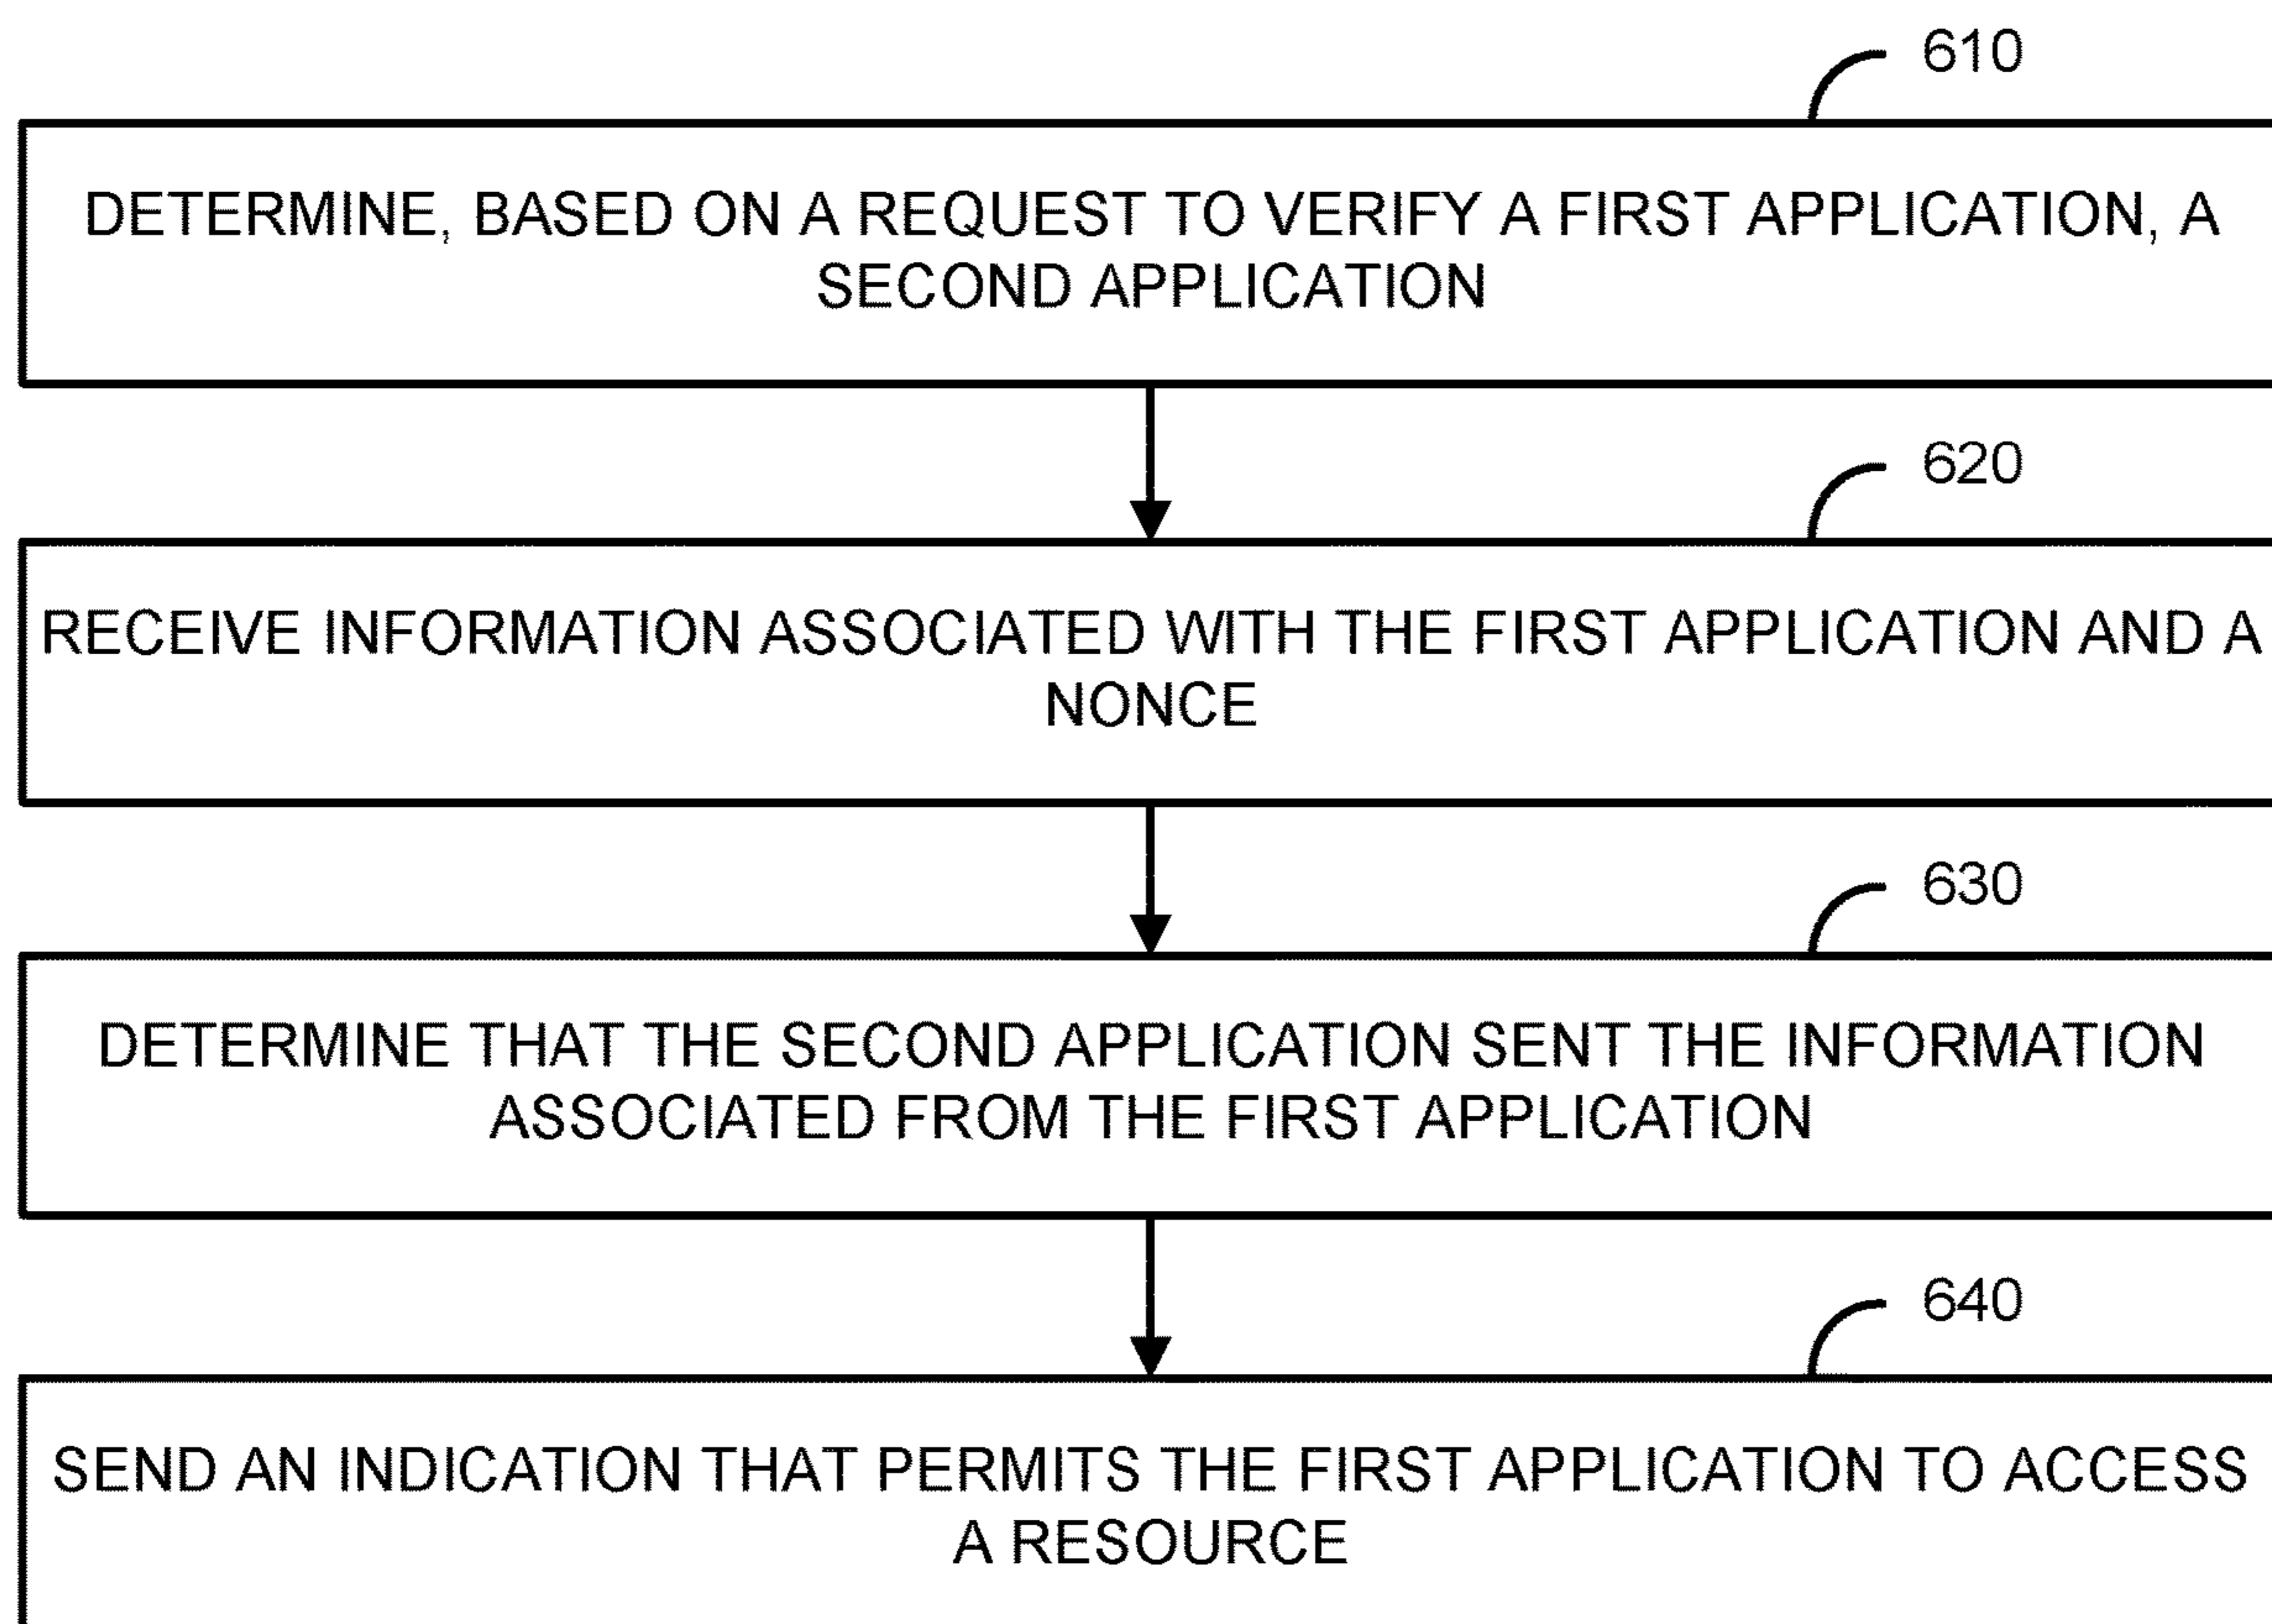 610
DETERMINE, BASED ON A REQUEST TO VERIFY A FIRST APPLICATION, A
SECOND APPLICATION
620
RECEIVE INFORMATION ASSOCIATED WITH THE FIRST APPLICATION AND A
NONCE
630
DETERMINE THAT THE SECOND APPLICATION SENT THE INFORMATION
ASSOCIATED FROM THE FIRST APPLICATION
640
SEND AN INDICATION THAT PERMITS THE FIRST APPLICATION TO ACCESS
A RESOURCE